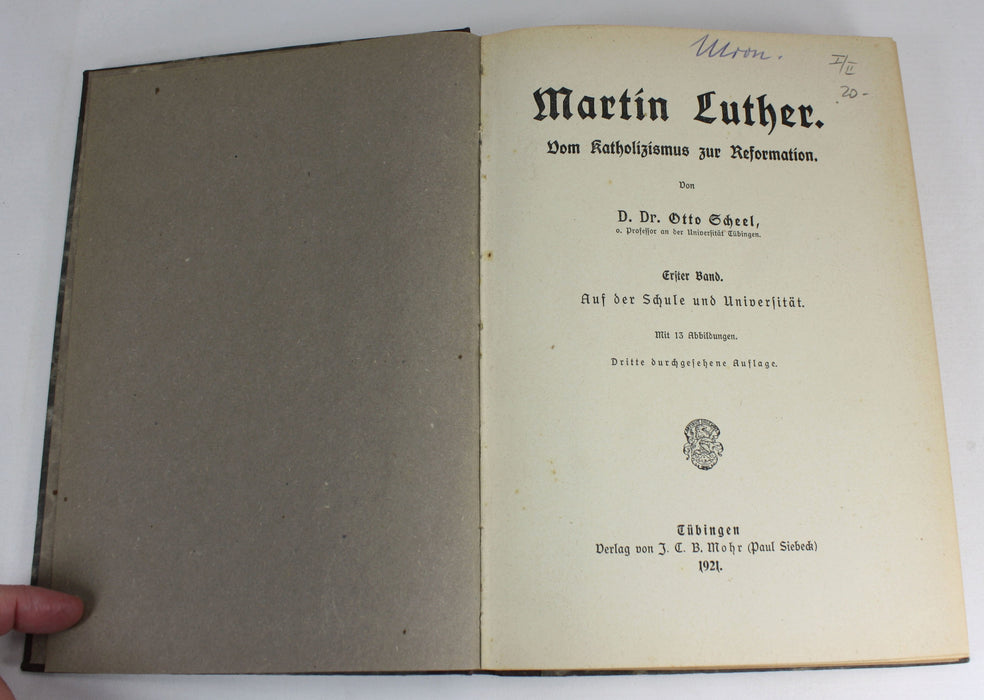 I/II
20-
Martin Luther.
Vom Katholizismus zur Reformation.
Von
D. Dr. Otto Scheel,
o. Professor an der Universität Tübingen.
Erster Band.
Auf der Schule und Universität.
Mit 13 Abbildungen.
Dritte durchgesehene Auflage.
Tübingen
Verlag von J. C. B. Mohr (Paul Siebeck)
1921.